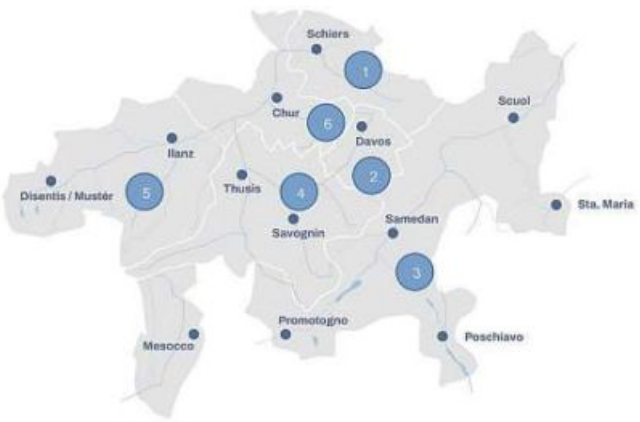 Schiers
1
Scuol
Chur
6
Davos
Ilanz
2
Disentis / Mustér
5
Thusis
4
Sta. Maria
Samedan
Savognin
3
Promotogno
Mesocco
Poschiavo